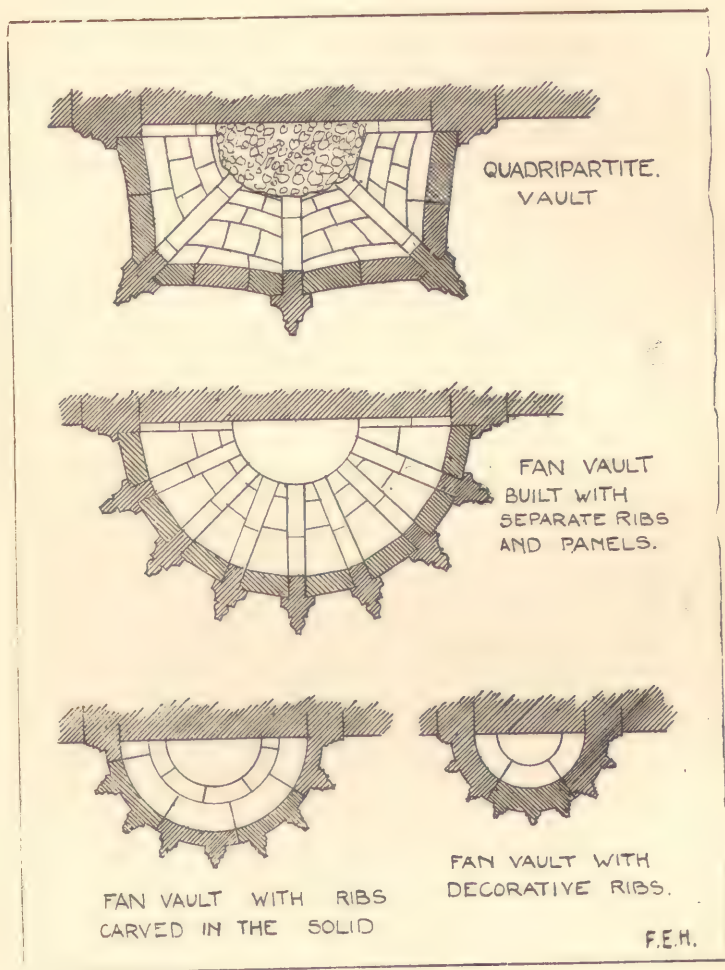 QUADRIPARTITE.
VAULT
FAN VAULT
BUILT WITH
SEPARATE RIBS
AND PANELS.
FAN VAULT WITH RIBS
CARVED IN THE SOLID
FAN VAULT WITH
DECORATIVE RIBS.
F.E.H.